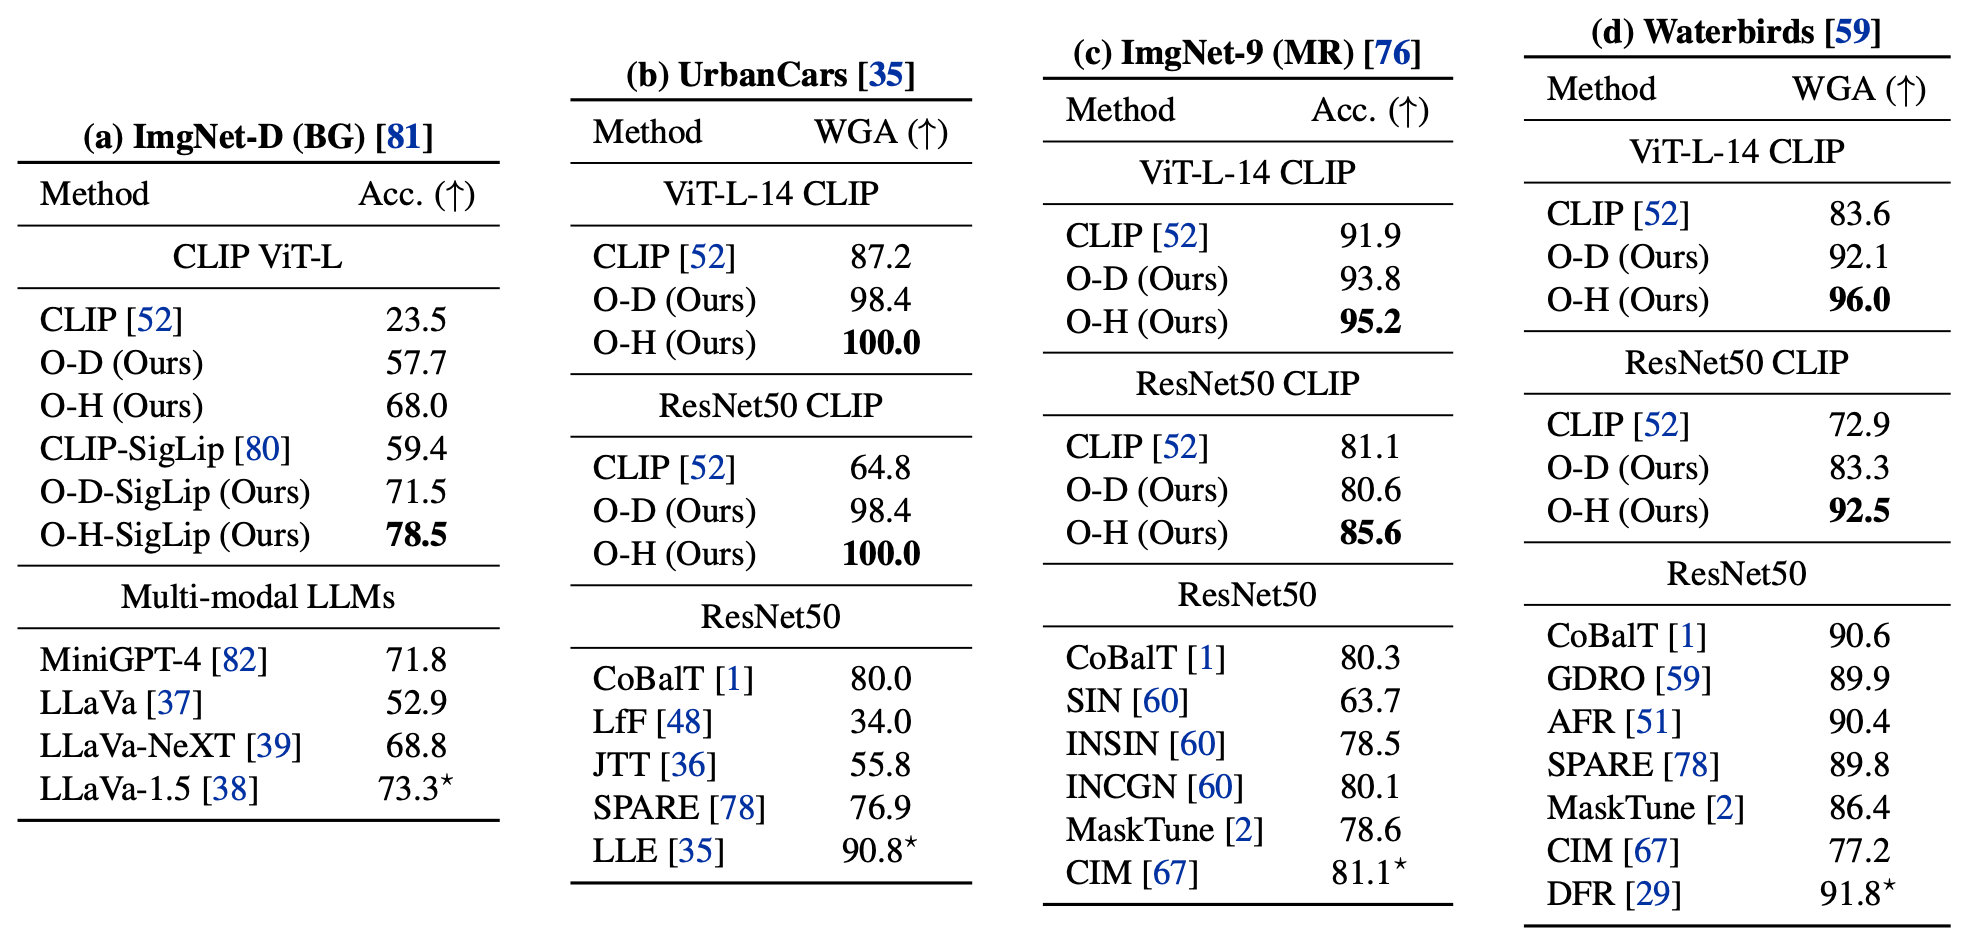 (a) ImgNet-D (BG) [81]
Method Acc. (↑)
CLIP ViT-L
CLIP [52] 23.5
O-D (Ours) 57.7
O-H (Ours) 68.0
CLIP-SigLip [80] 59.4
O-D-SigLip (Ours) 71.5
O-H-SigLip (Ours) 78.5
Multi-modal LLMs
MiniGPT-4 [82] 71.8
LLaVa [37] 52.9
LLaVa-NeXT [39] 68.8
LLaVa-1.5 [38] 73.3⋆
(b) UrbanCars [35]
Method WGA (↑)
ViT-L-14 CLIP
CLIP [52] 87.2
O-D (Ours) 98.4
O-H (Ours) 100.0
ResNet50 CLIP
CLIP [52] 64.8
O-D (Ours) 98.4
O-H (Ours) 100.0
ResNet50
CoBalT [1] 80.0
LfF [48] 34.0
JTT [36] 55.8
SPARE [78] 76.9
LLE [35] 90.8⋆
(c) ImgNet-9 (MR) [76]
Method Acc. (↑)
ViT-L-14 CLIP
CLIP [52] 91.9
O-D (Ours) 93.8
O-H (Ours) 95.2
ResNet50 CLIP
CLIP [52] 81.1
O-D (Ours) 80.6
O-H (Ours) 85.6
ResNet50
CoBalT [1] 80.3
SIN [60] 63.7
INSIN [60] 78.5
INCGN [60] 80.1
MaskTune [2] 78.6
CIM [67] 81.1⋆
(d) Waterbirds [59]
Method WGA (↑)
ViT-L-14 CLIP
CLIP [52] 83.6
O-D (Ours) 92.1
O-H (Ours) 96.0
ResNet50 CLIP
CLIP [52] 72.9
O-D (Ours) 83.3
O-H (Ours) 92.5
ResNet50
CoBalT [1] 90.6
GDRO [59] 89.9
AFR [51] 90.4
SPARE [78] 89.8
MaskTune [2] 86.4
CIM [67] 77.2
DFR [29] 91.8⋆